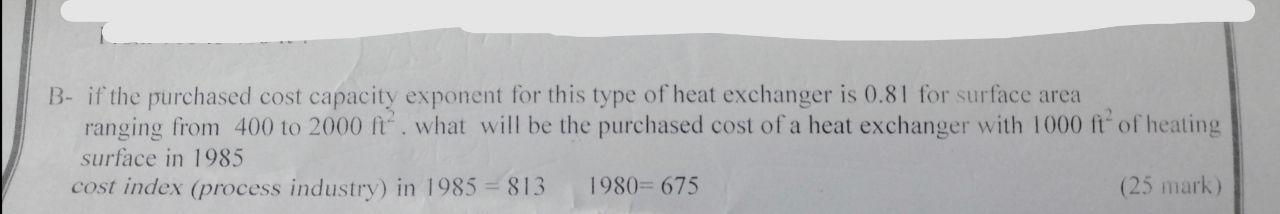 B- if the purchased cost capacity exponent for this type of heat exchanger is 0.81 for surface area
ranging from 400 to 2000 ft². what will be the purchased cost of a heat exchanger with 1000 ft² of heating
surface in 1985
cost index (process industry) in 1985 = 813 1980= 675 (25 mark)